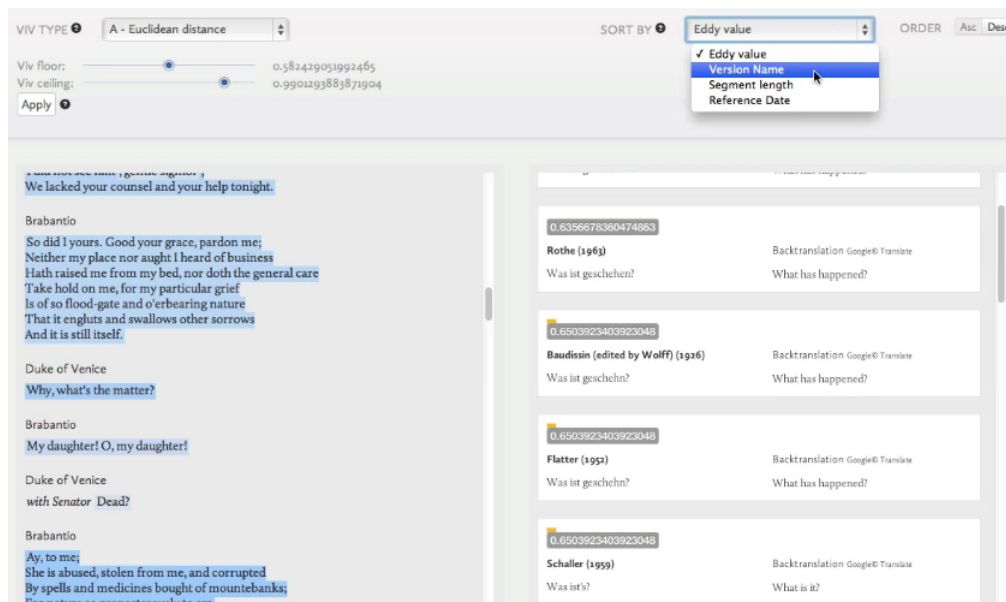 VIV TYPE ? A - Euclidean distance
SORT BY ? Eddy value
ORDER Asc Des
✓ Eddy value
Version Name
Segment length
Reference Date
Viv floor: 0.582429051992465
Viv ceiling: 0.9901293883871904
Apply ?
We lacked your counsel and your help tonight.
Brabantio
So did I yours. Good your grace, pardon me;
Neither my place nor aught I heard of business
Hath raised me from my bed, nor doth the general care
Take hold on me, for my particular grief
Is of so flood-gate and o'erbearing nature
That it engluts and swallows other sorrows
And it is still itself.
Duke of Venice
Why, what's the matter?
Brabantio
My daughter! O, my daughter!
Duke of Venice
with Senator Dead?
Brabantio
Ay, to me;
She is abused, stolen from me, and corrupted
By spells and medicines bought of mountebanks;
0.6356678360474863
Rothe (1963) Backtranslation Google© Translate
Was ist geschehen? What has happened?
0.6503923403923048
Baudissin (edited by Wolff) (1926) Backtranslation Google© Translate
Was ist geschehn? What has happened?
0.6503923403923048
Flatter (1952) Backtranslation Google© Translate
Was ist geschehn? What has happened?
0.6503923403923048
Schaller (1959) Backtranslation Google© Translate
Was ist's? What is it?